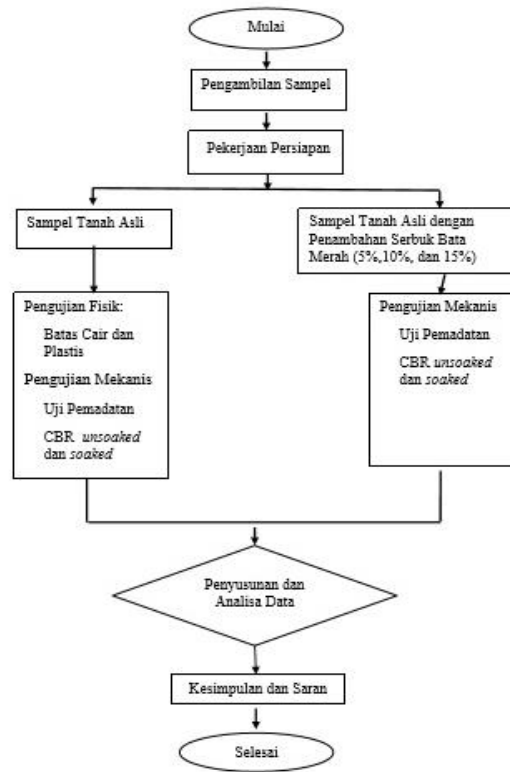 Mulai
Pengambilan Sampel
Pekerjaan Persiapan
Sampel Tanah Asli
Sampel Tanah Asli dengan
Penambahan Serbuk Bata
Merah (5%,10%, dan 15%)
Pengujian Fisik:
Batas Cair dan
Plastis
Pengujian Mekanis
Uji Pemadatan
CBR unsoaked
dan soaked
Pengujian Mekanis
Uji Pemadatan
CBR unsoaked
dan soaked
Penyusunan dan
Analisa Data
Kesimpulan dan Saran
Selesai